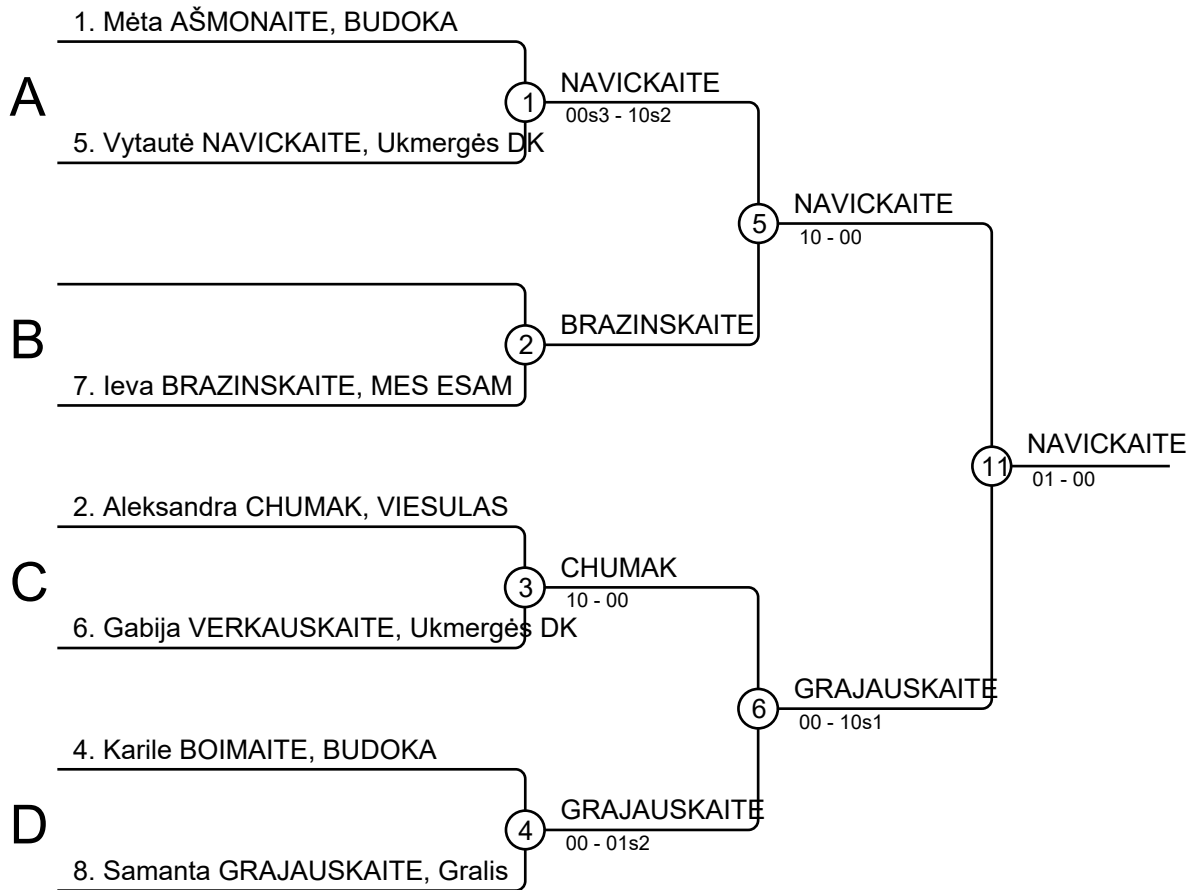 1. Mėta AŠMONAITE, BUDOKA
A
1
NAVICKAITE
00s3 - 10s2
5. Vytautė NAVICKAITE, Ukmergės DK
5
NAVICKAITE
10 - 00
B
2
BRAZINSKAITE
7. Ieva BRAZINSKAITE, MES ESAM
11
NAVICKAITE
01 - 00
2. Aleksandra CHUMAK, VIESULAS
C
3
CHUMAK
10 - 00
6. Gabija VERKAUSKAITE, Ukmergės DK
6
GRAJAUSKAITE
00 - 10s1
4. Karile BOIMAITE, BUDOKA
D
4
GRAJAUSKAITE
00 - 01s2
8. Samanta GRAJAUSKAITE, Gralis